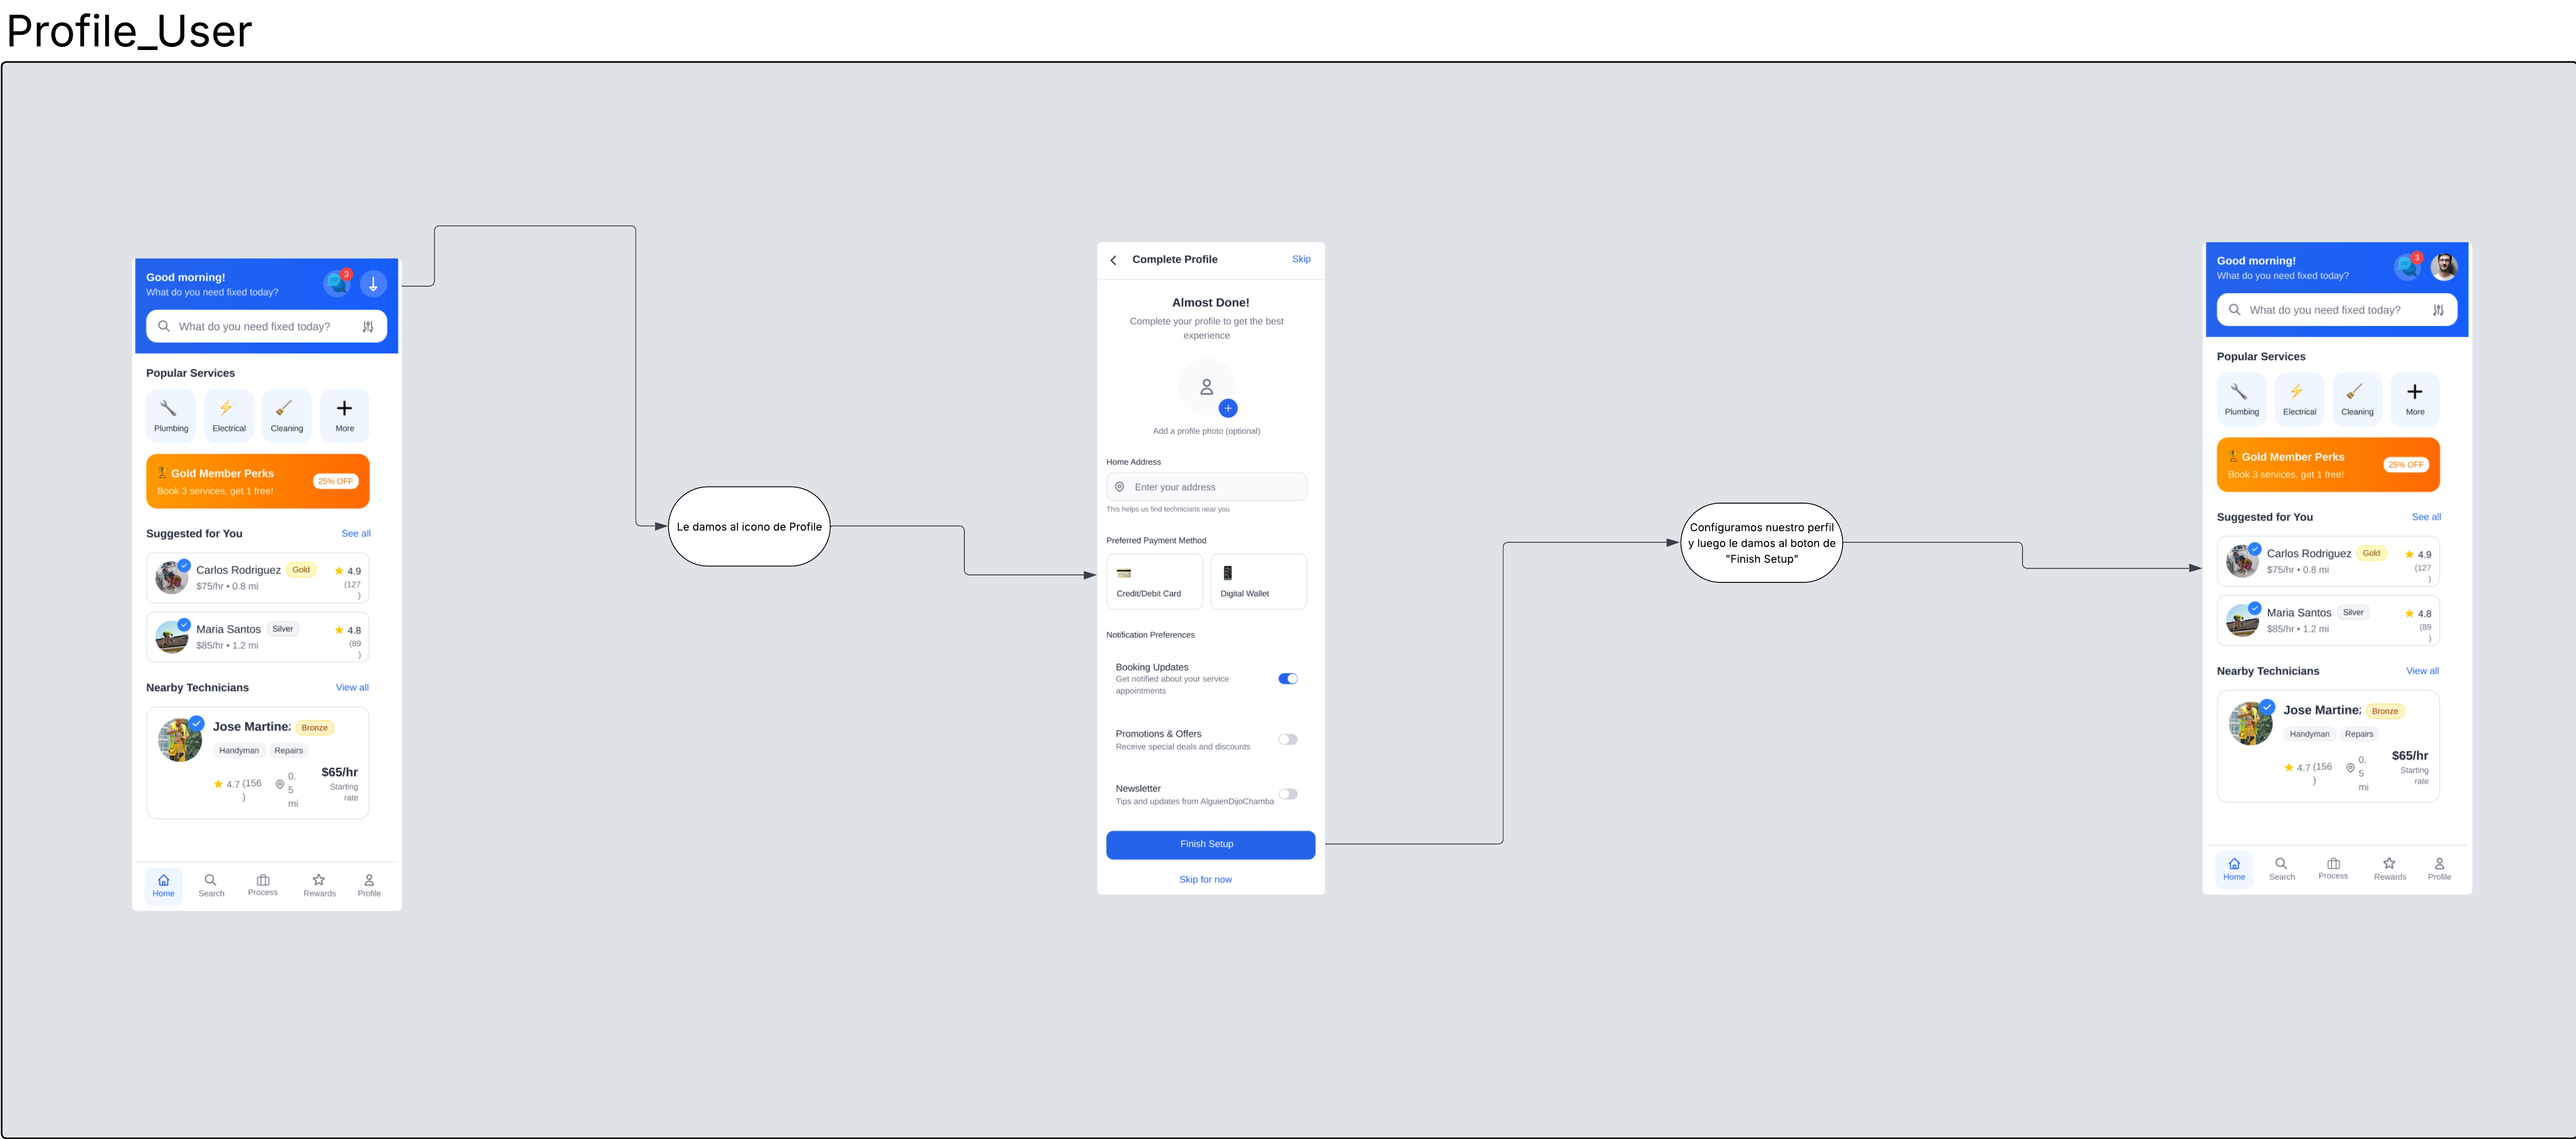 Profile_User
Good morning!
What do you need fixed today?
3
What do you need fixed today?
Popular Services
Plumbing
Electrical
Cleaning
More
Gold Member Perks
Book 3 services, get 1 free!
25% OFF
Suggested for You
See all
Carlos Rodriguez
Gold
4.9
$75/hr • 0.8 mi
(127
)
Maria Santos
Silver
4.8
$85/hr • 1.2 mi
(89
)
Nearby Technicians
View all
Jose Martine
Bronze
Handyman
Repairs
4.7 (156
)
0.
5
mi
$65/hr
Starting
rate
Home
Search
Process
Rewards
Profile
Le damos al icono de Profile
Complete Profile
Skip
Almost Done!
Complete your profile to get the best
experience
Add a profile photo (optional)
Home Address
Enter your address
This helps us find technicians near you
Preferred Payment Method
Credit/Debit Card
Digital Wallet
Notification Preferences
Booking Updates
Get notified about your service
appointments
Promotions & Offers
Receive special deals and discounts
Newsletter
Tips and updates from AlguienDijoChamba
Finish Setup
Skip for now
Configuramos nuestro perfil
y luego le damos al boton de
"Finish Setup"
Good morning!
What do you need fixed today?
3
What do you need fixed today?
Popular Services
Plumbing
Electrical
Cleaning
More
Gold Member Perks
Book 3 services, get 1 free!
25% OFF
Suggested for You
See all
Carlos Rodriguez
Gold
4.9
$75/hr • 0.8 mi
(127
)
Maria Santos
Silver
4.8
$85/hr • 1.2 mi
(89
)
Nearby Technicians
View all
Jose Martine
Bronze
Handyman
Repairs
4.7 (156
)
0.
5
mi
$65/hr
Starting
rate
Home
Search
Process
Rewards
Profile